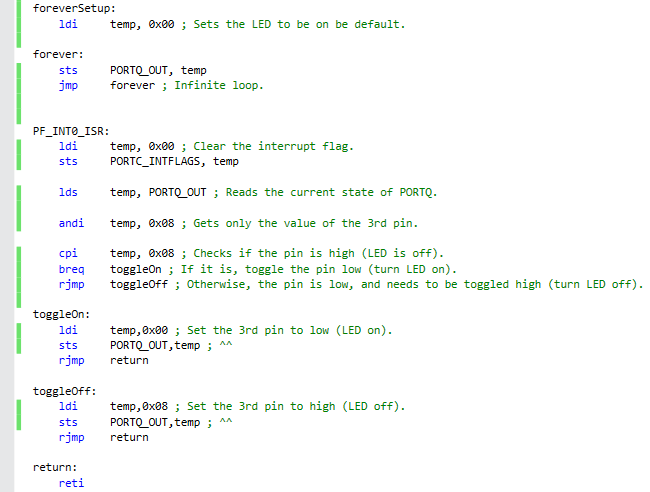 foreverSetup:
ldi temp, 0x00 ; Sets the LED to be on be default.
forever:
sts PORTQ_OUT, temp
jmp forever ; Infinite loop.
PF_INT0_ISR:
ldi temp, 0x00 ; Clear the interrupt flag.
sts PORTC_INTFLAGS, temp
lds temp, PORTQ_OUT ; Reads the current state of PORTQ.
andi temp, 0x08 ; Gets only the value of the 3rd pin.
cpi temp, 0x08 ; Checks if the pin is high (LED is off).
breq toggleOn ; If it is, toggle the pin low (turn LED on).
rjmp toggleOff ; Otherwise, the pin is low, and needs to be toggled high (turn LED off).
toggleOn:
ldi temp,0x00 ; Set the 3rd pin to low (LED on).
sts PORTQ_OUT,temp ; ^^
rjmp return
toggleOff:
ldi temp,0x08 ; Set the 3rd pin to high (LED off).
sts PORTQ_OUT,temp ; ^^
rjmp return
return:
reti